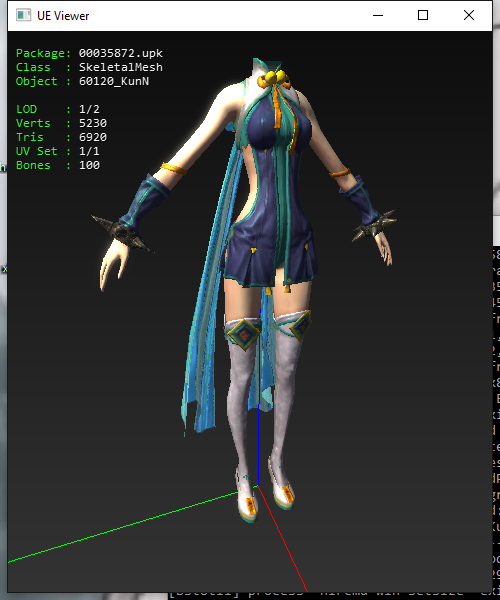 UE Viewer
Package: 00035872.upk
Class : SkeletalMesh
Object : 60120_KunN
LOD : 1/2
Verts : 5230
Tris : 6920
UV Set : 1/1
Bones : 100